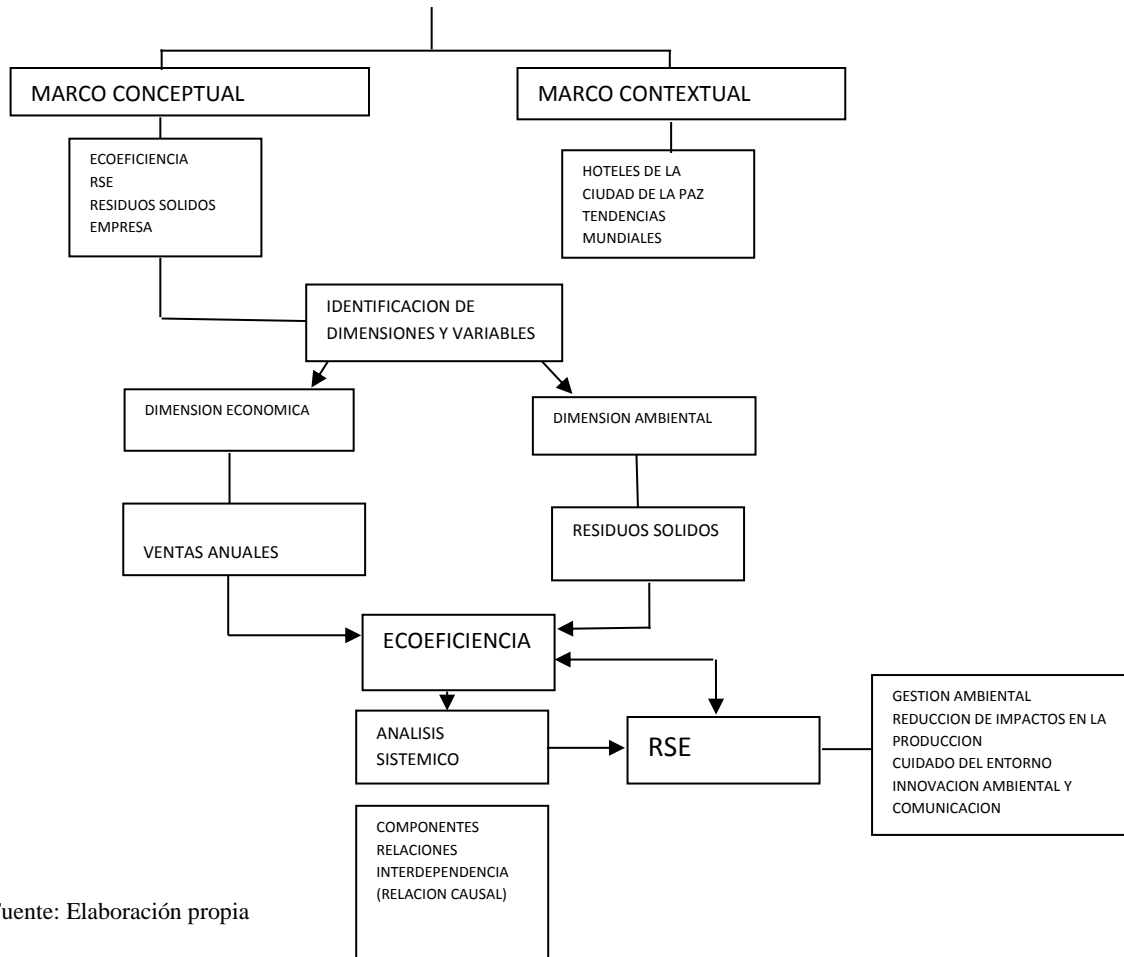 MARCO CONCEPTUAL
MARCO CONTEXTUAL
ECOEFICIENCIA
RSE
RESIDUOS SOLIDOS
EMPRESA
HOTELES DE LA
CIUDAD DE LA PAZ
TENDENCIAS
MUNDIALES
IDENTIFICACION DE
DIMENSIONES Y VARIABLES
DIMENSION ECONOMICA
DIMENSION AMBIENTAL
VENTAS ANUALES
RESIDUOS SOLIDOS
ECOEFICIENCIA
ANALISIS
SISTEMICO
RSE
GESTION AMBIENTAL
REDUCCION DE IMPACTOS EN LA
PRODUCCION
CUIDADO DEL ENTORNO
INNOVACION AMBIENTAL Y
COMUNICACION
COMPONENTES
RELACIONES
INTERDEPENDENCIA
(RELACION CAUSAL)
Fuente: Elaboración propia